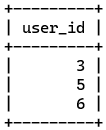 +---------+
| user_id |
+---------+
|       3 |
|       5 |
|       6 |
+---------+